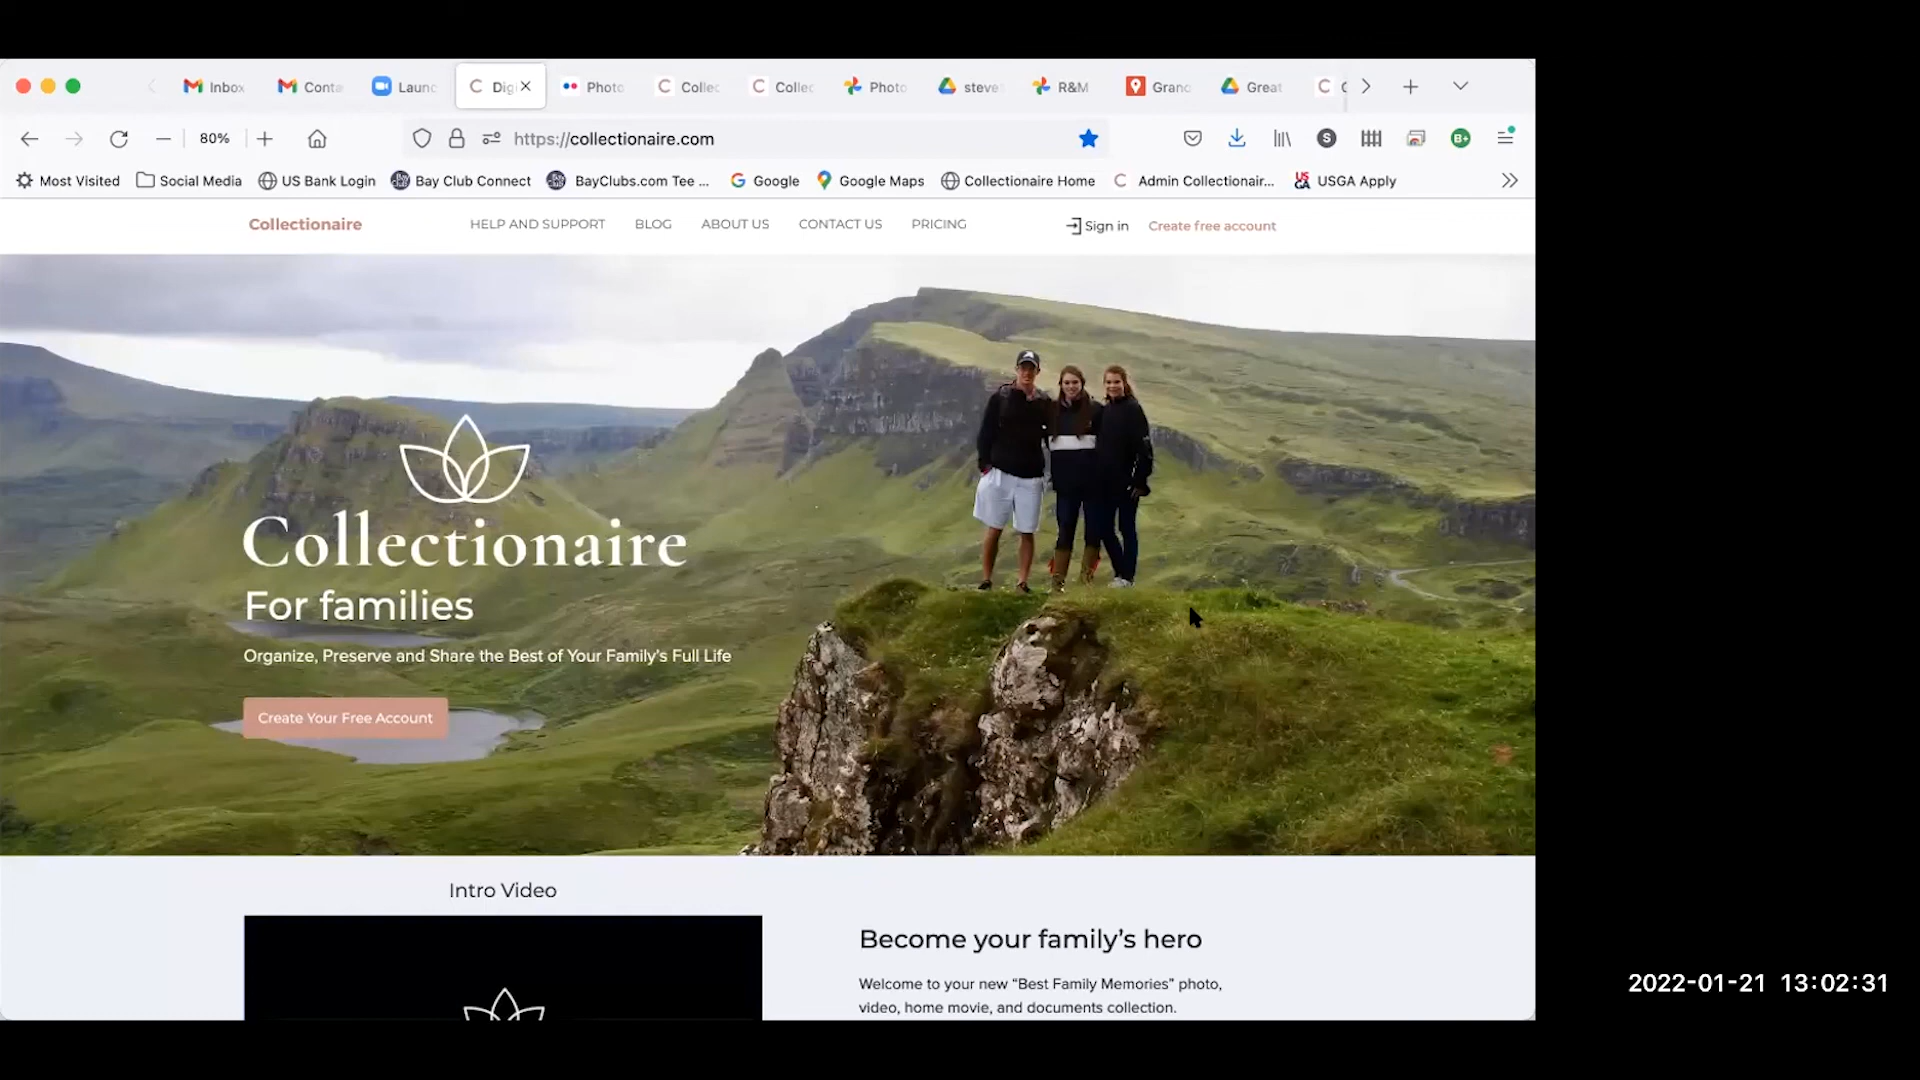 Inbox Conta Launc Dig Photo Collec Collec Photo steve R&M Granc Great
80% https://collectionaire.com S B+
Most Visited Social Media US Bank Login Bay Club Connect BayClubs.com Tee ... Google Google Maps Collectionaire Home Admin Collectionair... USGA Apply
Collectionaire HELP AND SUPPORT BLOG ABOUT US CONTACT US PRICING Sign in Create free account
Collectionaire
For families
Organize, Preserve and Share the Best of Your Family's Full Life
Create Your Free Account
Intro Video
Become your family's hero
Welcome to your new “Best Family Memories” photo,
video, home movie, and documents collection.
2022-01-21 13:02:31